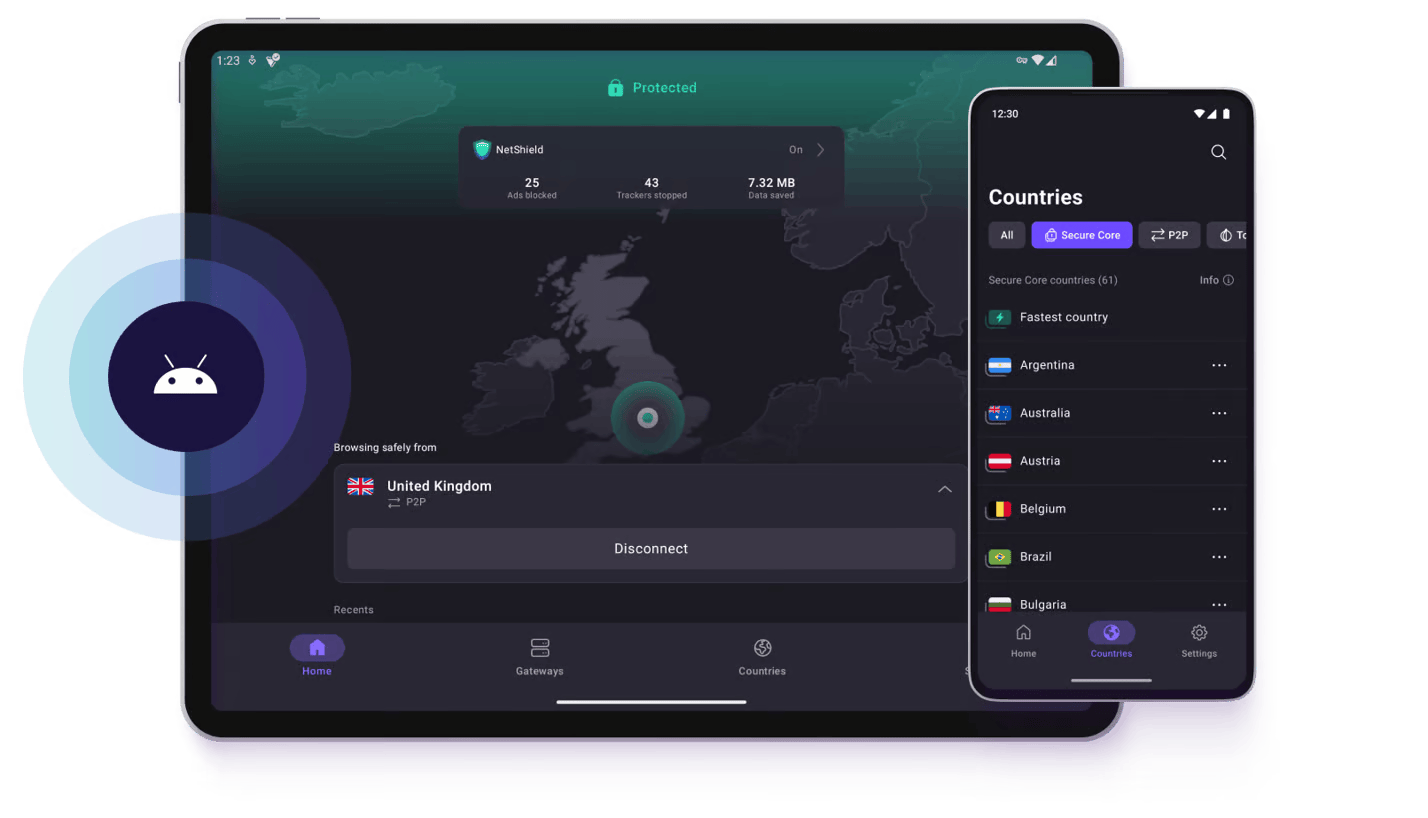 1:23
Protected
NetShield
On
25
43
7.32 MB
Ads blocked
Trackers stopped
Data saved
Browsing safely from
United Kingdom
P2P
Disconnect
Recents
Home
Gateways
Countries
S
12:30
Countries
All
Secure Core
P2P
To
Secure Core countries (61)
Info
Fastest country
Argentina
Australia
Austria
Belgium
Brazil
Bulgaria
Home
Countries
Settings